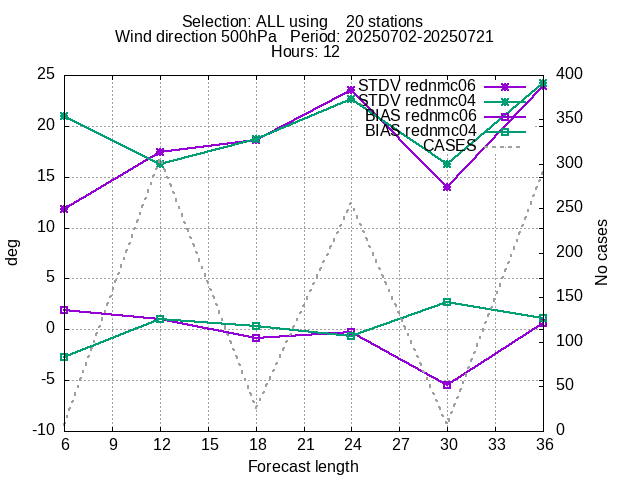 Selection: ALL using    20 stations
Wind direction 500hPa   Period: 20250702-20250721
Hours: 12
STDV rednmc06
STDV rednmc04
BIAS rednmc06
BIAS rednmc04
CASES
deg
25
20
15
10
5
0
-5
-10
400
350
300
250
200
150
100
50
0
No cases
6 9 12 15 18 21 24 27 30 33 36
Forecast length